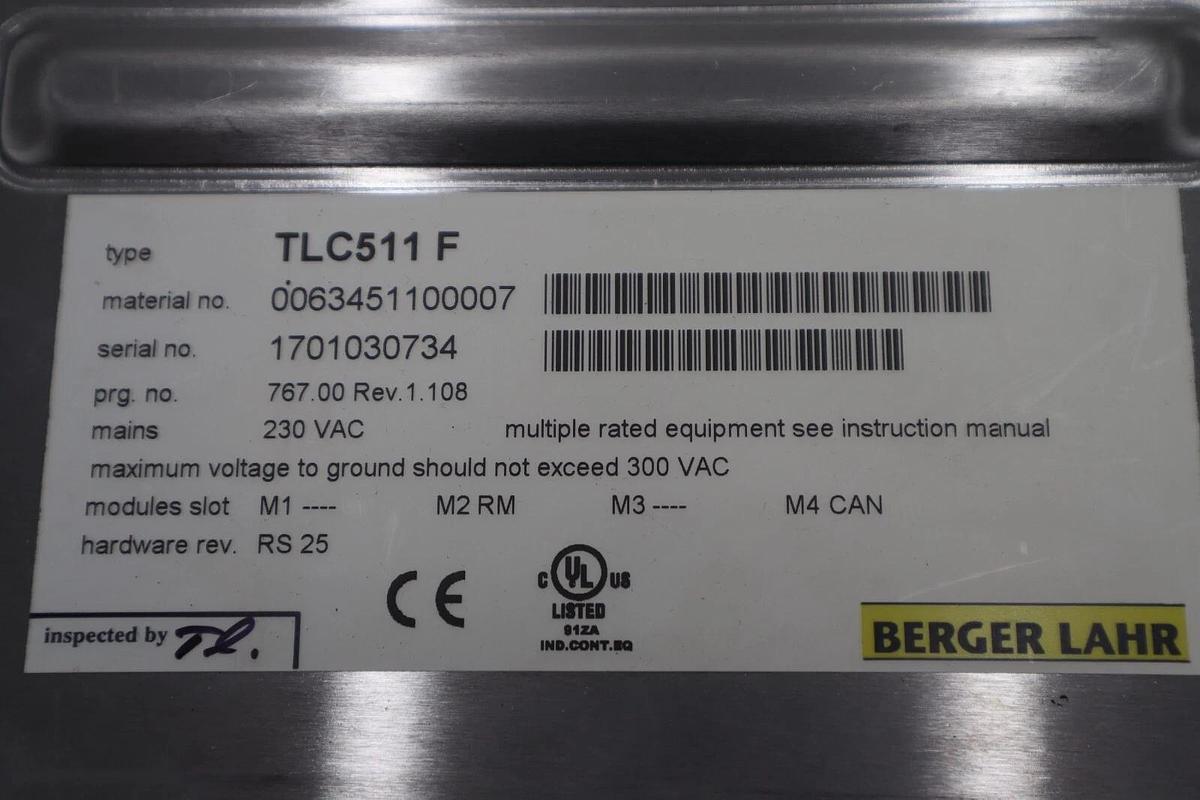 type TLC511 F
material no. 0063451100007
serial no. 1701030734
prg. no. 767.00 Rev.1.108
mains 230 VAC multiple rated equipment see instruction manual
maximum voltage to ground should not exceed 300 VAC
modules slot M1 ---- M2 RM M3 ---- M4 CAN
hardware rev. RS 25
CE
C UL US
LISTED
91ZA
IND.CONT.EQ
inspected by
BERGER LAHR